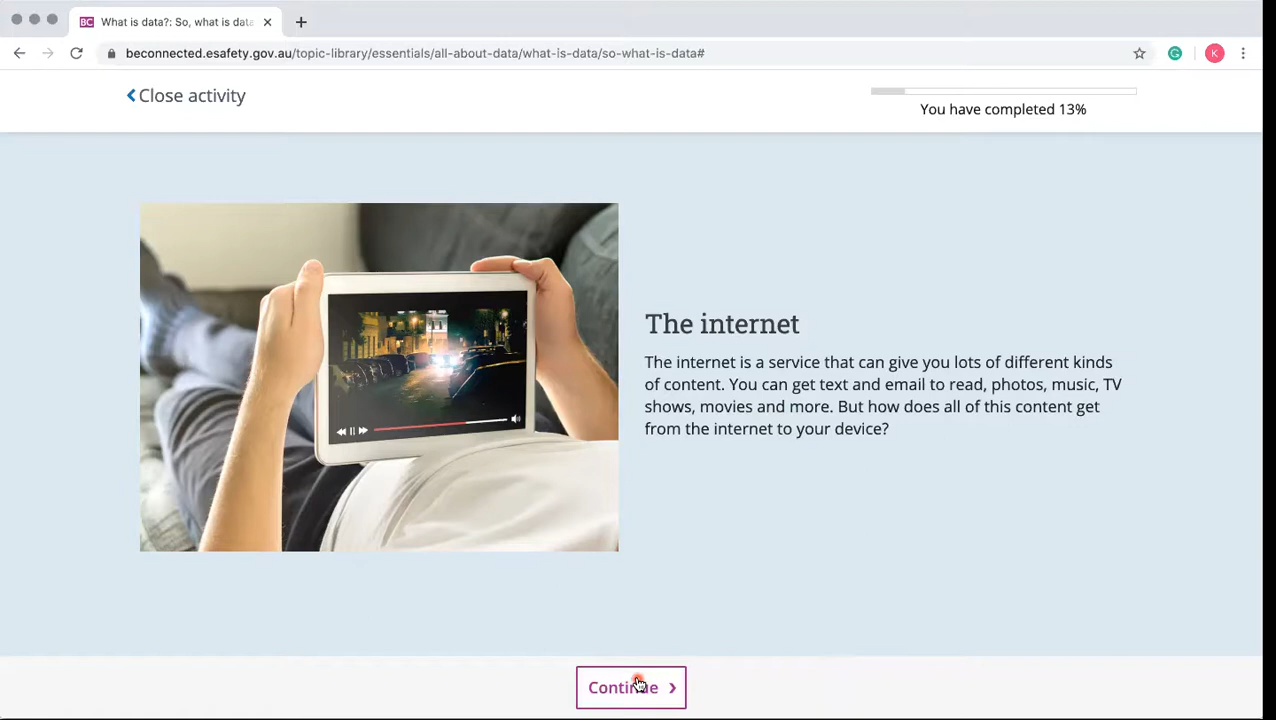 What is data?: So, what is data
beconnected.esafety.gov.au/topic-library/essentials/all-about-data/what-is-data/so-what-is-data#
K
Close activity
You have completed 13%
The internet
The internet is a service that can give you lots of different kinds
of content. You can get text and email to read, photos, music, TV
shows, movies and more. But how does all of this content get
from the internet to your device?
Continue